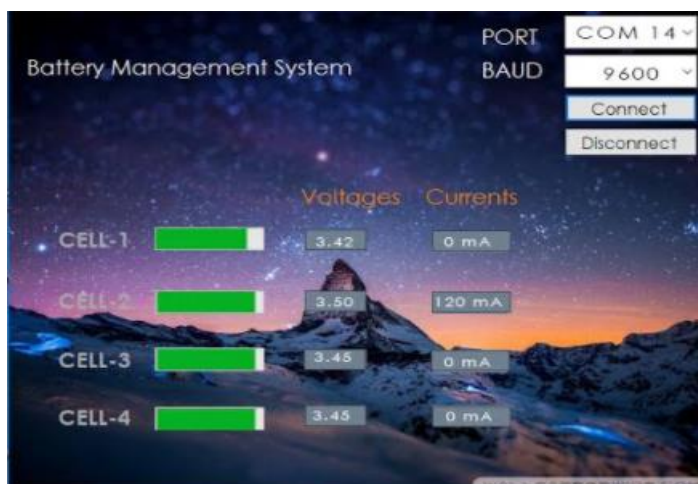 PORT COM 14
Battery Management System BAUD 9600
Connect
Disconnect
Voltages Currents
CELL-1 3.42 0 mA
CELL-2 3.50 120 mA
CELL-3 3.45 0 mA
CELL-4 3.45 0 mA